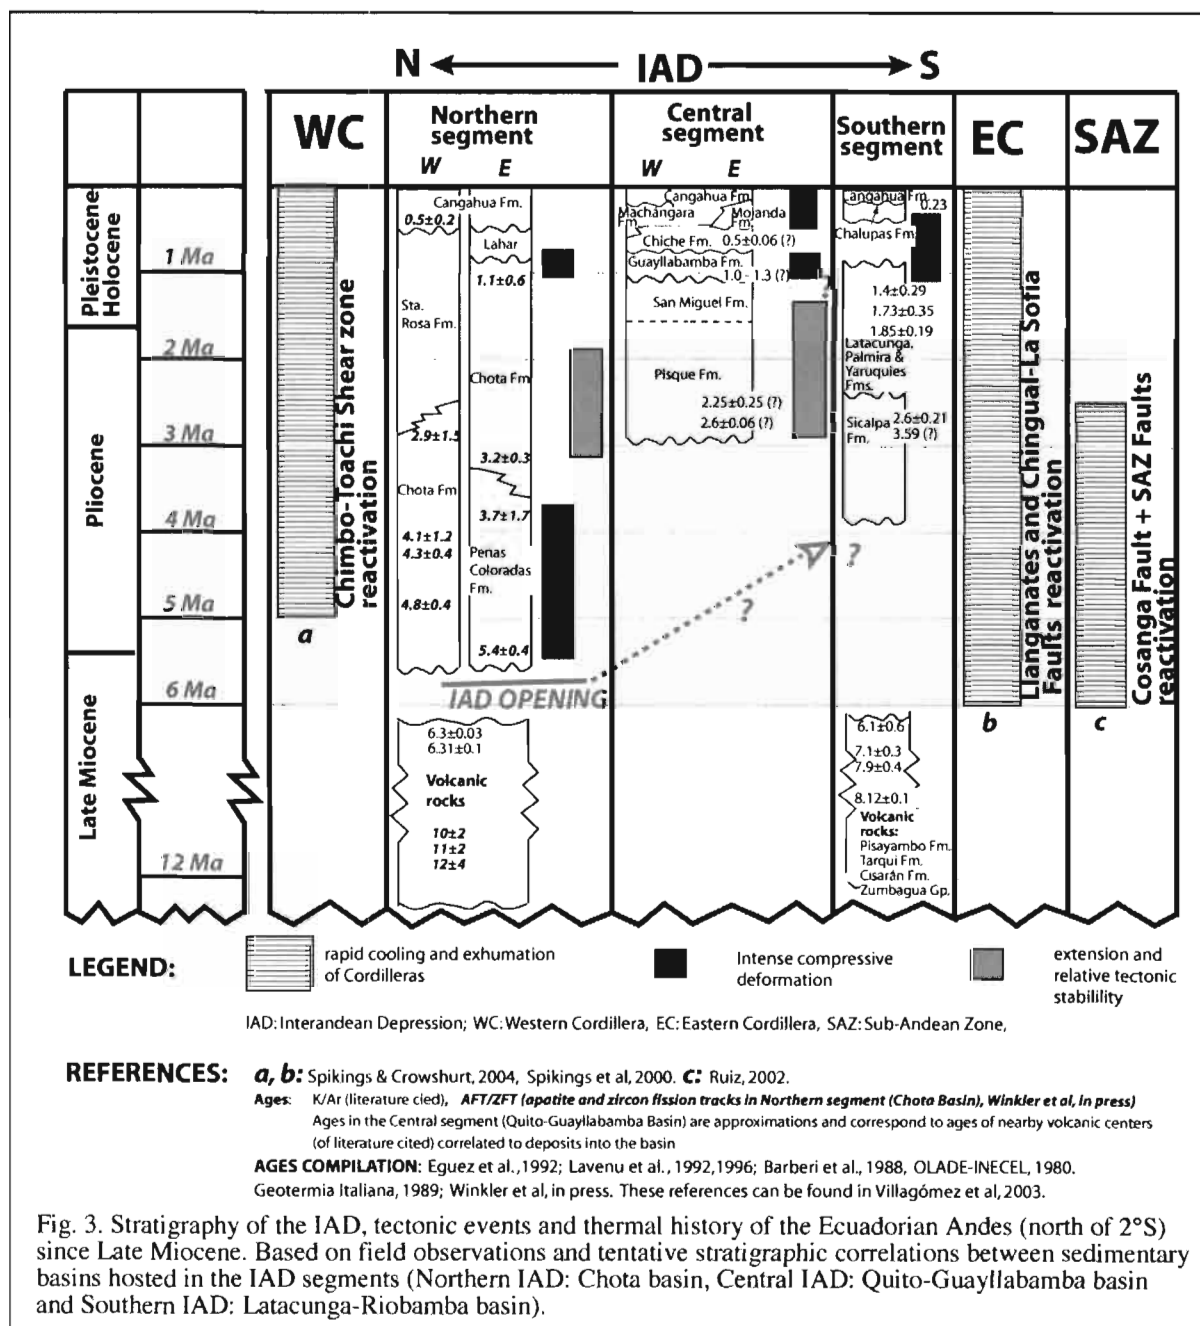 N IAD S
WC
Northern
segment
W E
Central
segment
W E
Southern
segment
EC
SAZ
Pleistocene
Holocene
Pliocene
Late Miocene
1 Ma
2 Ma
3 Ma
4 Ma
5 Ma
6 Ma
12 Ma
Chimbo-Toachi Shear zone
reactivation
a
Cangahua Fm.
0.5±0.2
Lahar
1.1±0.6
Sta.
Rosa Fm.
Chota Fm
2.9±1.5
3.2±0.3
Chota Fm
3.7±1.7
4.1±1.2
4.3±0.4
Penas
Coloradas
Fm.
4.8±0.4
5.4±0.4
IAD OPENING
6.3±0.03
6.31±0.1
Volcanic
rocks
10±2
11±2
12±4
Cangahua Fm.
Machángara
Fm.
Mojanda
Fm.
Chiche Fm. 0.5±0.06 (?)
Guayllabamba Fm.
1.0 - 1.3 (?)
San Miguel Fm.
Pisque Fm.
2.25±0.25 (?)
2.6±0.06 (?)
?
?
?
Cangahua Fm.
0.23
Chalupas Fm.
1.4±0.29
1.73±0.35
1.85±0.19
Latacunga,
Palmira &
Yaruquies
Fms.
Sicalpa
Fm.
2.6±0.21
3.59 (?)
6.1±0.6
7.1±0.3
7.9±0.4
8.12±0.1
Volcanic
rocks:
Pisayambo Fm.
Tarqui Fm.
Cisarán Fm.
Zumbagua Gp.
Llanganates and Chingual-La Sofia
Faults reactivation
b
Cosanga Fault + SAZ Faults
reactivation
c
LEGEND:
rapid cooling and exhumation
of Cordilleras
Intense compressive
deformation
extension and
relative tectonic
stabilility
IAD: Interandean Depression; WC: Western Cordillera, EC: Eastern Cordillera, SAZ: Sub-Andean Zone,
REFERENCES: a, b: Spikings & Crowshurt, 2004, Spikings et al, 2000. c: Ruiz, 2002.
Ages: K/Ar (literature cied), AFT/ZFT (apatite and zircon fission tracks in Northern segment (Chota Basin), Winkler et al, in press)
Ages in the Central segment (Quito-Guayllabamba Basin) are approximations and correspond to ages of nearby volcanic centers
(of literature cited) correlated to deposits into the basin
AGES COMPILATION: Eguez et al., 1992; Lavenu et al., 1992, 1996; Barberi et al., 1988, OLADE-INECEL, 1980.
Geotermia Italiana, 1989; Winkler et al, in press. These references can be found in Villagómez et al, 2003.
Fig. 3. Stratigraphy of the IAD, tectonic events and thermal history of the Ecuadorian Andes (north of 2°S)
since Late Miocene. Based on field observations and tentative stratigraphic correlations between sedimentary
basins hosted in the IAD segments (Northern IAD: Chota basin, Central IAD: Quito-Guayllabamba basin
and Southern IAD: Latacunga-Riobamba basin).